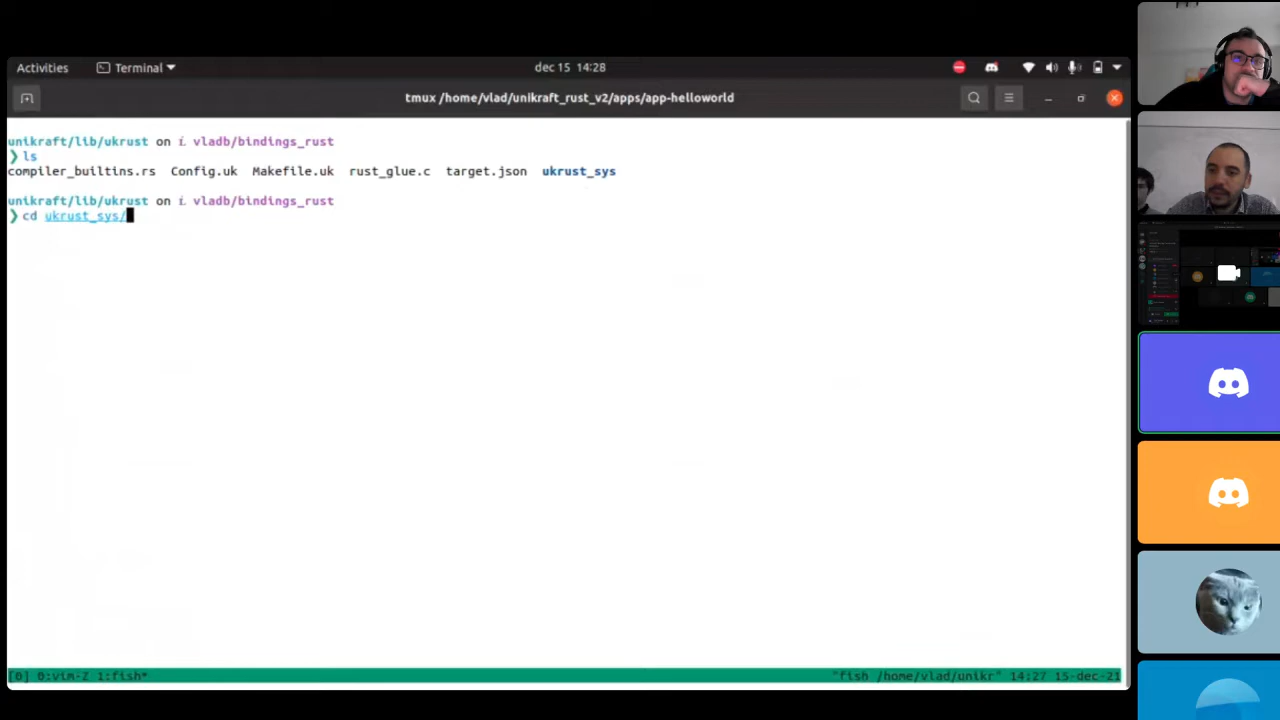 Activities Terminal dec 15 14:28
tmux /home/vlad/unikraft_rust_v2/apps/app-helloworld
unikraft/lib/ukrust on vladb/bindings_rust
❯ ls
compiler_builtins.rs Config.uk Makefile.uk rust_glue.c target.json ukrust_sys
unikraft/lib/ukrust on vladb/bindings_rust
❯ cd ukrust_sys/
[0] 0:vim-Z 1:fish* "fish /home/vlad/unikr" 14:27 15-dec-21